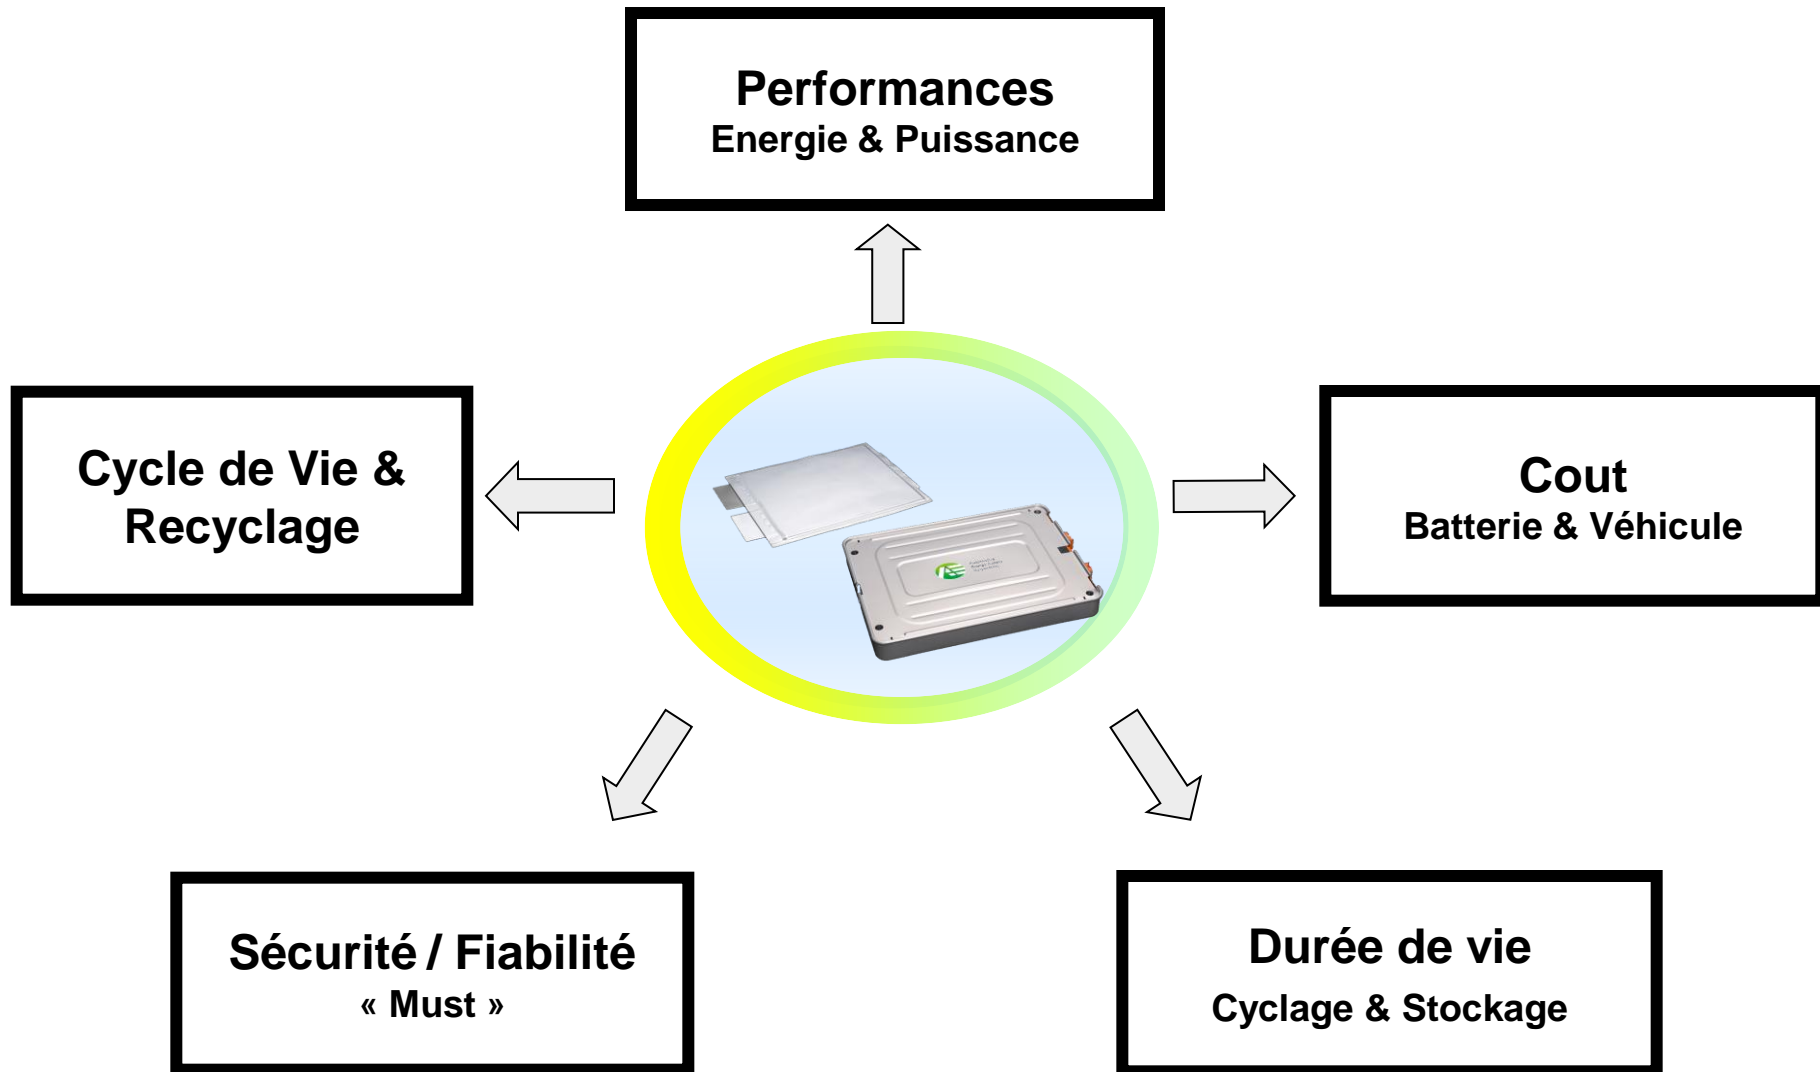 Performances
Energie & Puissance
Cycle de Vie &
Recyclage
Cout
Batterie & Véhicule
Sécurité / Fiabilité
« Must »
Durée de vie
Cyclage & Stockage